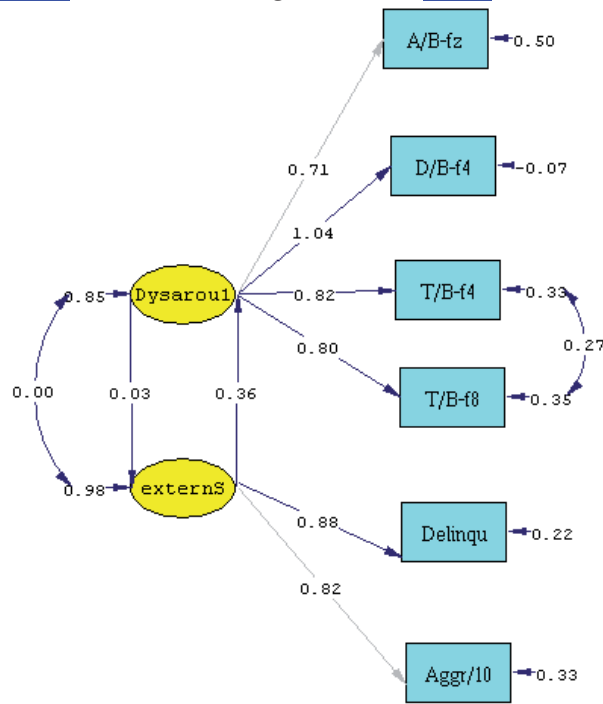 A/B-fz
0.50
0.71
D/B-f4
-0.07
1.04
0.85
Dysarou1
0.82
T/B-f4
0.33
0.27
0.80
T/B-f8
0.35
0.00
0.03
0.36
0.98
externS
0.88
Delinqu
0.22
0.82
Aggr/10
0.33